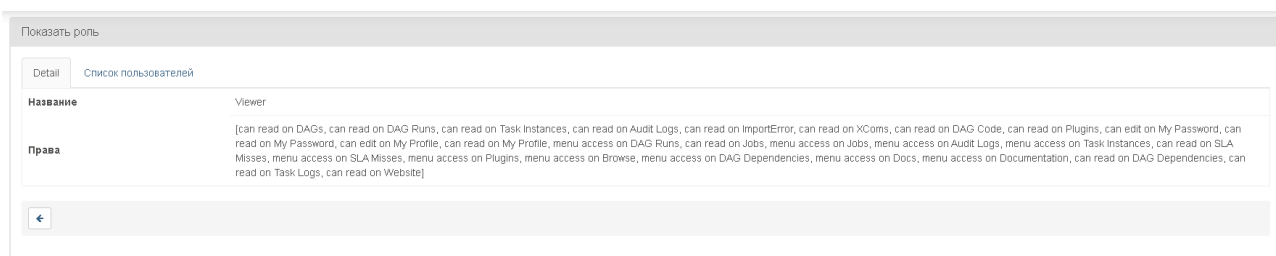 Показать роль
Detail Список пользователей
Название Viewer
[can read on DAGs, can read on DAG Runs, can read on Task Instances, can read on Audit Logs, can read on ImportError, can read on XComs, can read on DAG Code, can read on Plugins, can edit on My Password, can
Права read on My Password, can edit on My Profile, can read on My Profile, menu access on DAG Runs, can read on Jobs, menu access on Jobs, menu access on Audit Logs, menu access on Task Instances, can read on SLA
Misses, menu access on SLA Misses, menu access on Plugins, menu access on Browse, menu access on DAG Dependencies, menu access on Docs, menu access on Documentation, can read on DAG Dependencies, can
read on Task Logs, can read on Website]